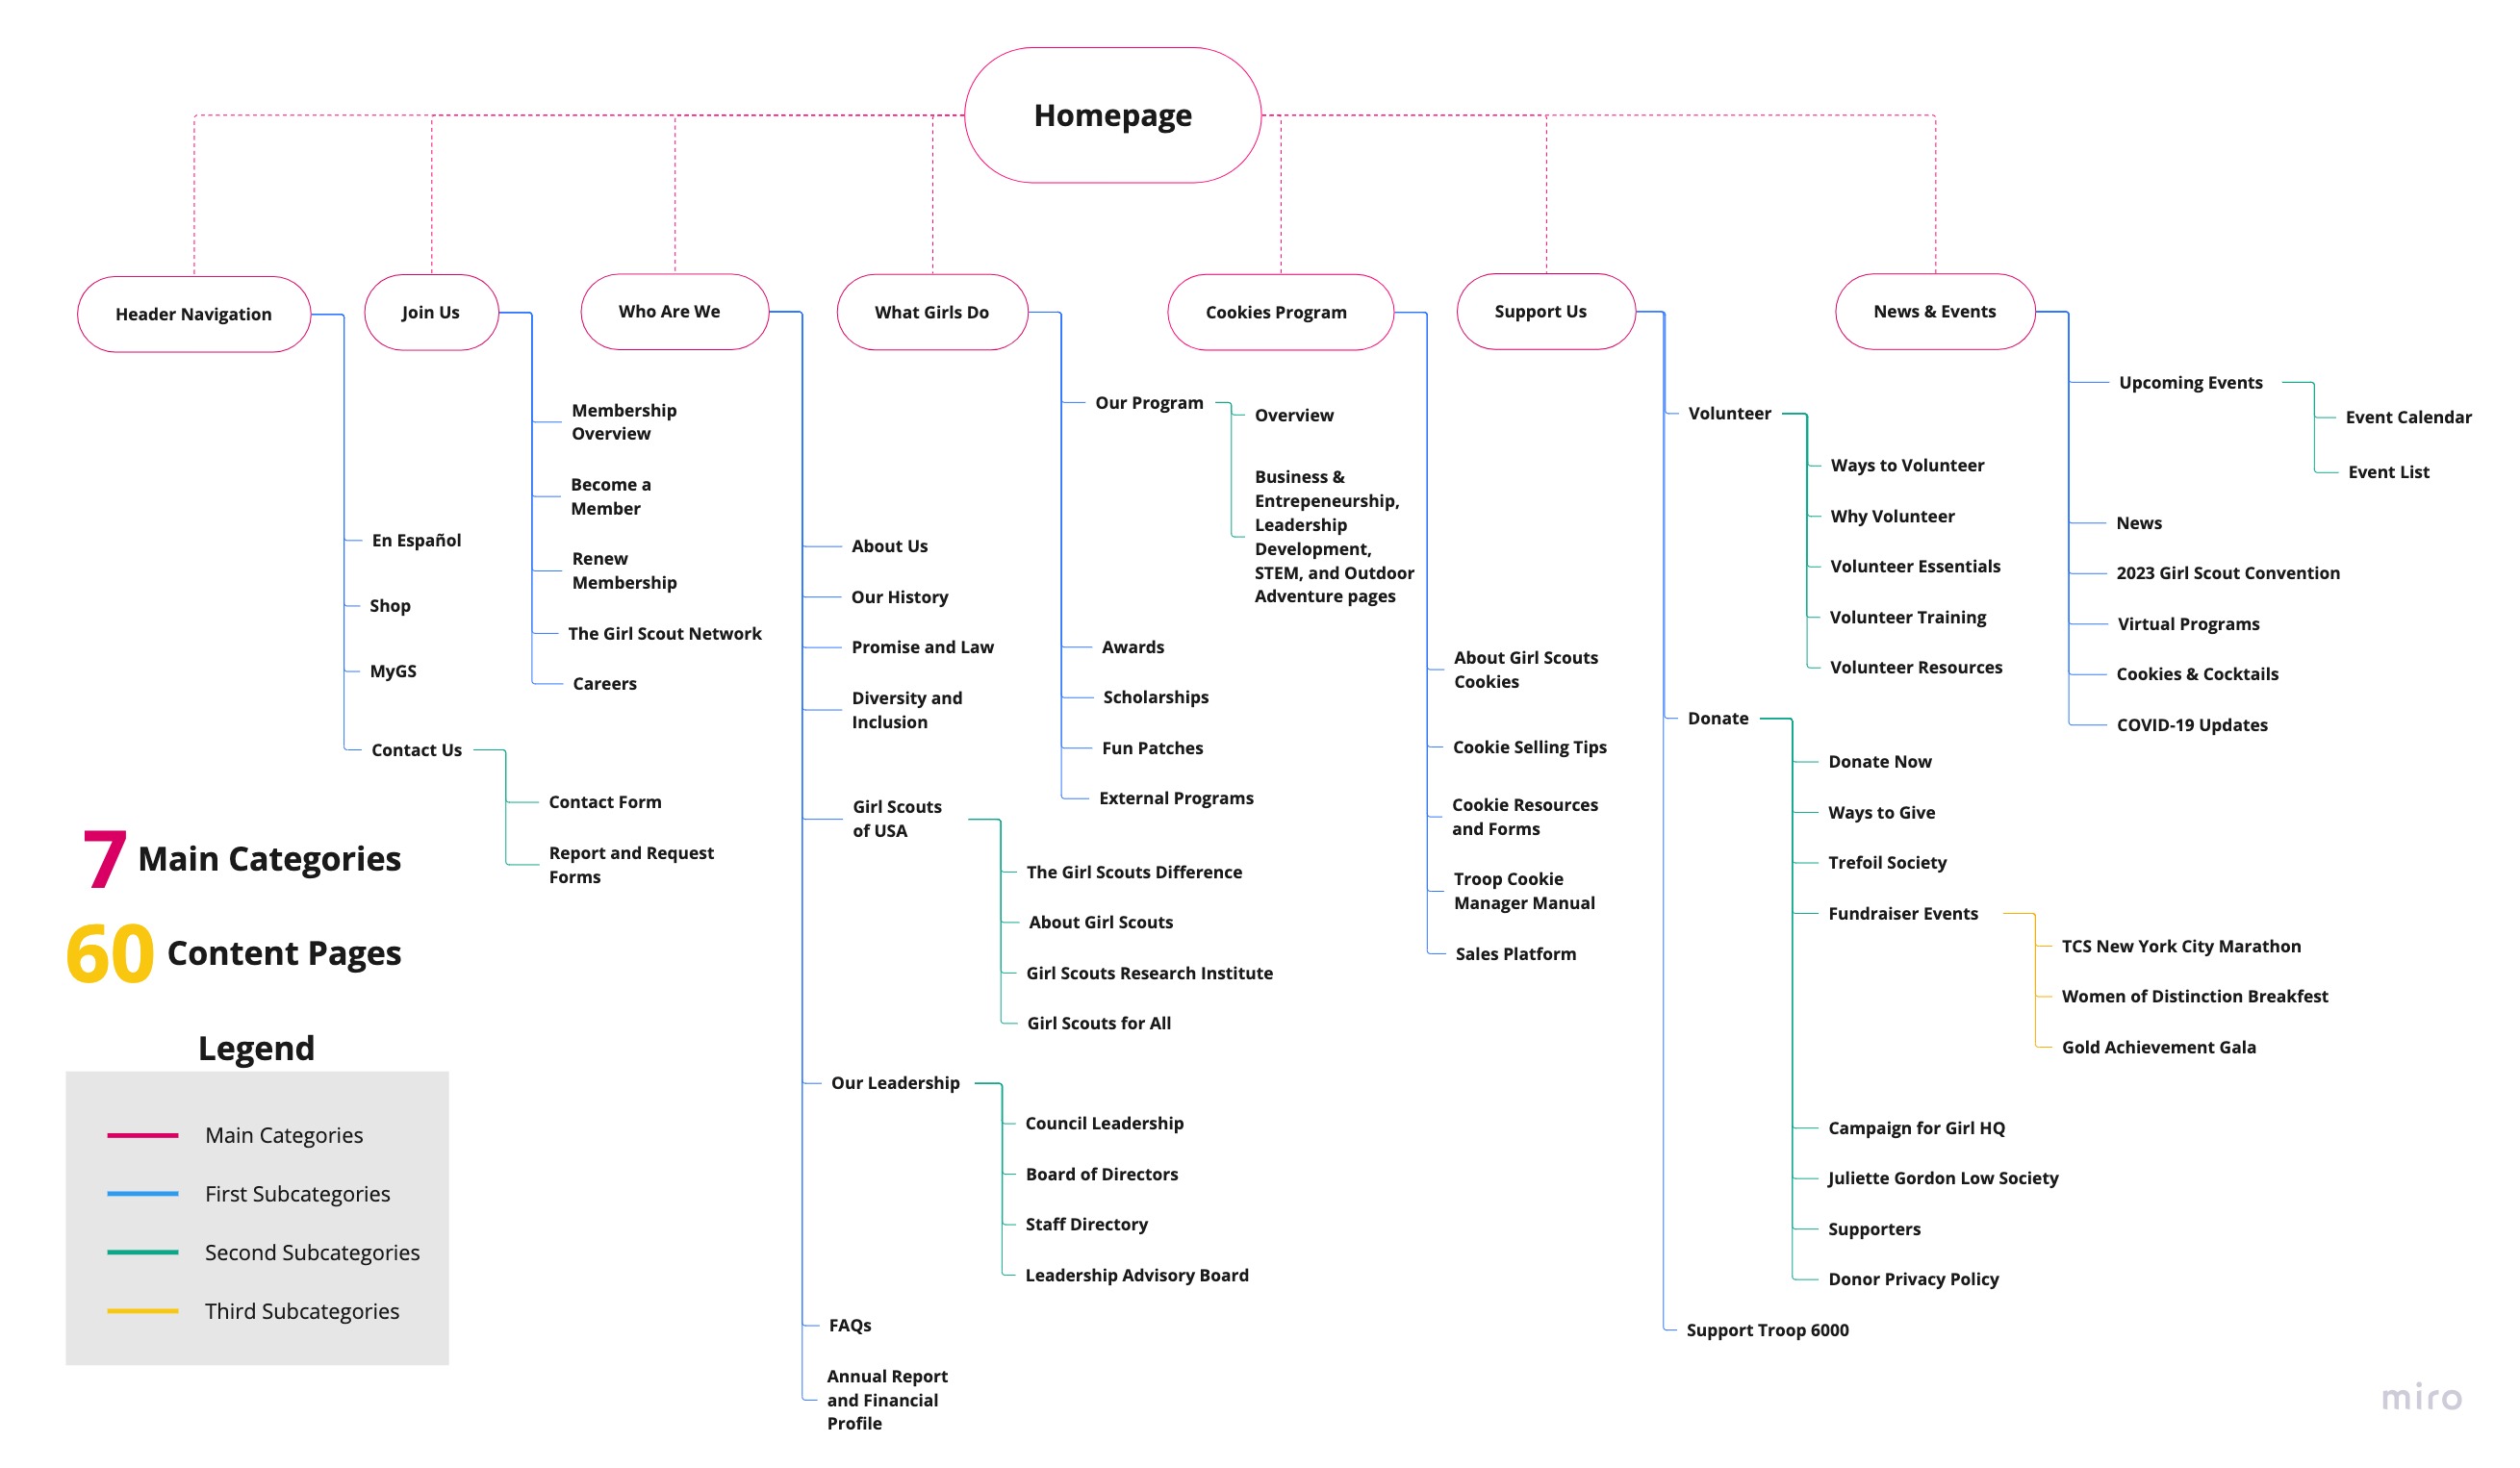 Homepage
Header Navigation
Join Us
Who Are We
What Girls Do
Cookies Program
Support Us
News & Events
En Español
Shop
MyGS
Contact Us
Contact Form
Report and Request
Forms
Membership
Overview
Become a
Member
Renew
Membership
The Girl Scout Network
Careers
About Us
Our History
Promise and Law
Diversity and
Inclusion
Girl Scouts
of USA
The Girl Scouts Difference
About Girl Scouts
Girl Scouts Research Institute
Girl Scouts for All
Our Leadership
Council Leadership
Board of Directors
Staff Directory
Leadership Advisory Board
FAQs
Annual Report
and Financial
Profile
Our Program
Overview
Business &
Entrepeneurship,
Leadership
Development,
STEM, and Outdoor
Adventure pages
Awards
Scholarships
Fun Patches
External Programs
About Girl Scouts
Cookies
Cookie Selling Tips
Cookie Resources
and Forms
Troop Cookie
Manager Manual
Sales Platform
Volunteer
Ways to Volunteer
Why Volunteer
Volunteer Essentials
Volunteer Training
Volunteer Resources
Donate
Donate Now
Ways to Give
Trefoil Society
Fundraiser Events
TCS New York City Marathon
Women of Distinction Breakfest
Gold Achievement Gala
Campaign for Girl HQ
Juliette Gordon Low Society
Supporters
Donor Privacy Policy
Support Troop 6000
Upcoming Events
Event Calendar
Event List
News
2023 Girl Scout Convention
Virtual Programs
Cookies & Cocktails
COVID-19 Updates
7 Main Categories
60 Content Pages
Legend
Main Categories
First Subcategories
Second Subcategories
Third Subcategories
miro